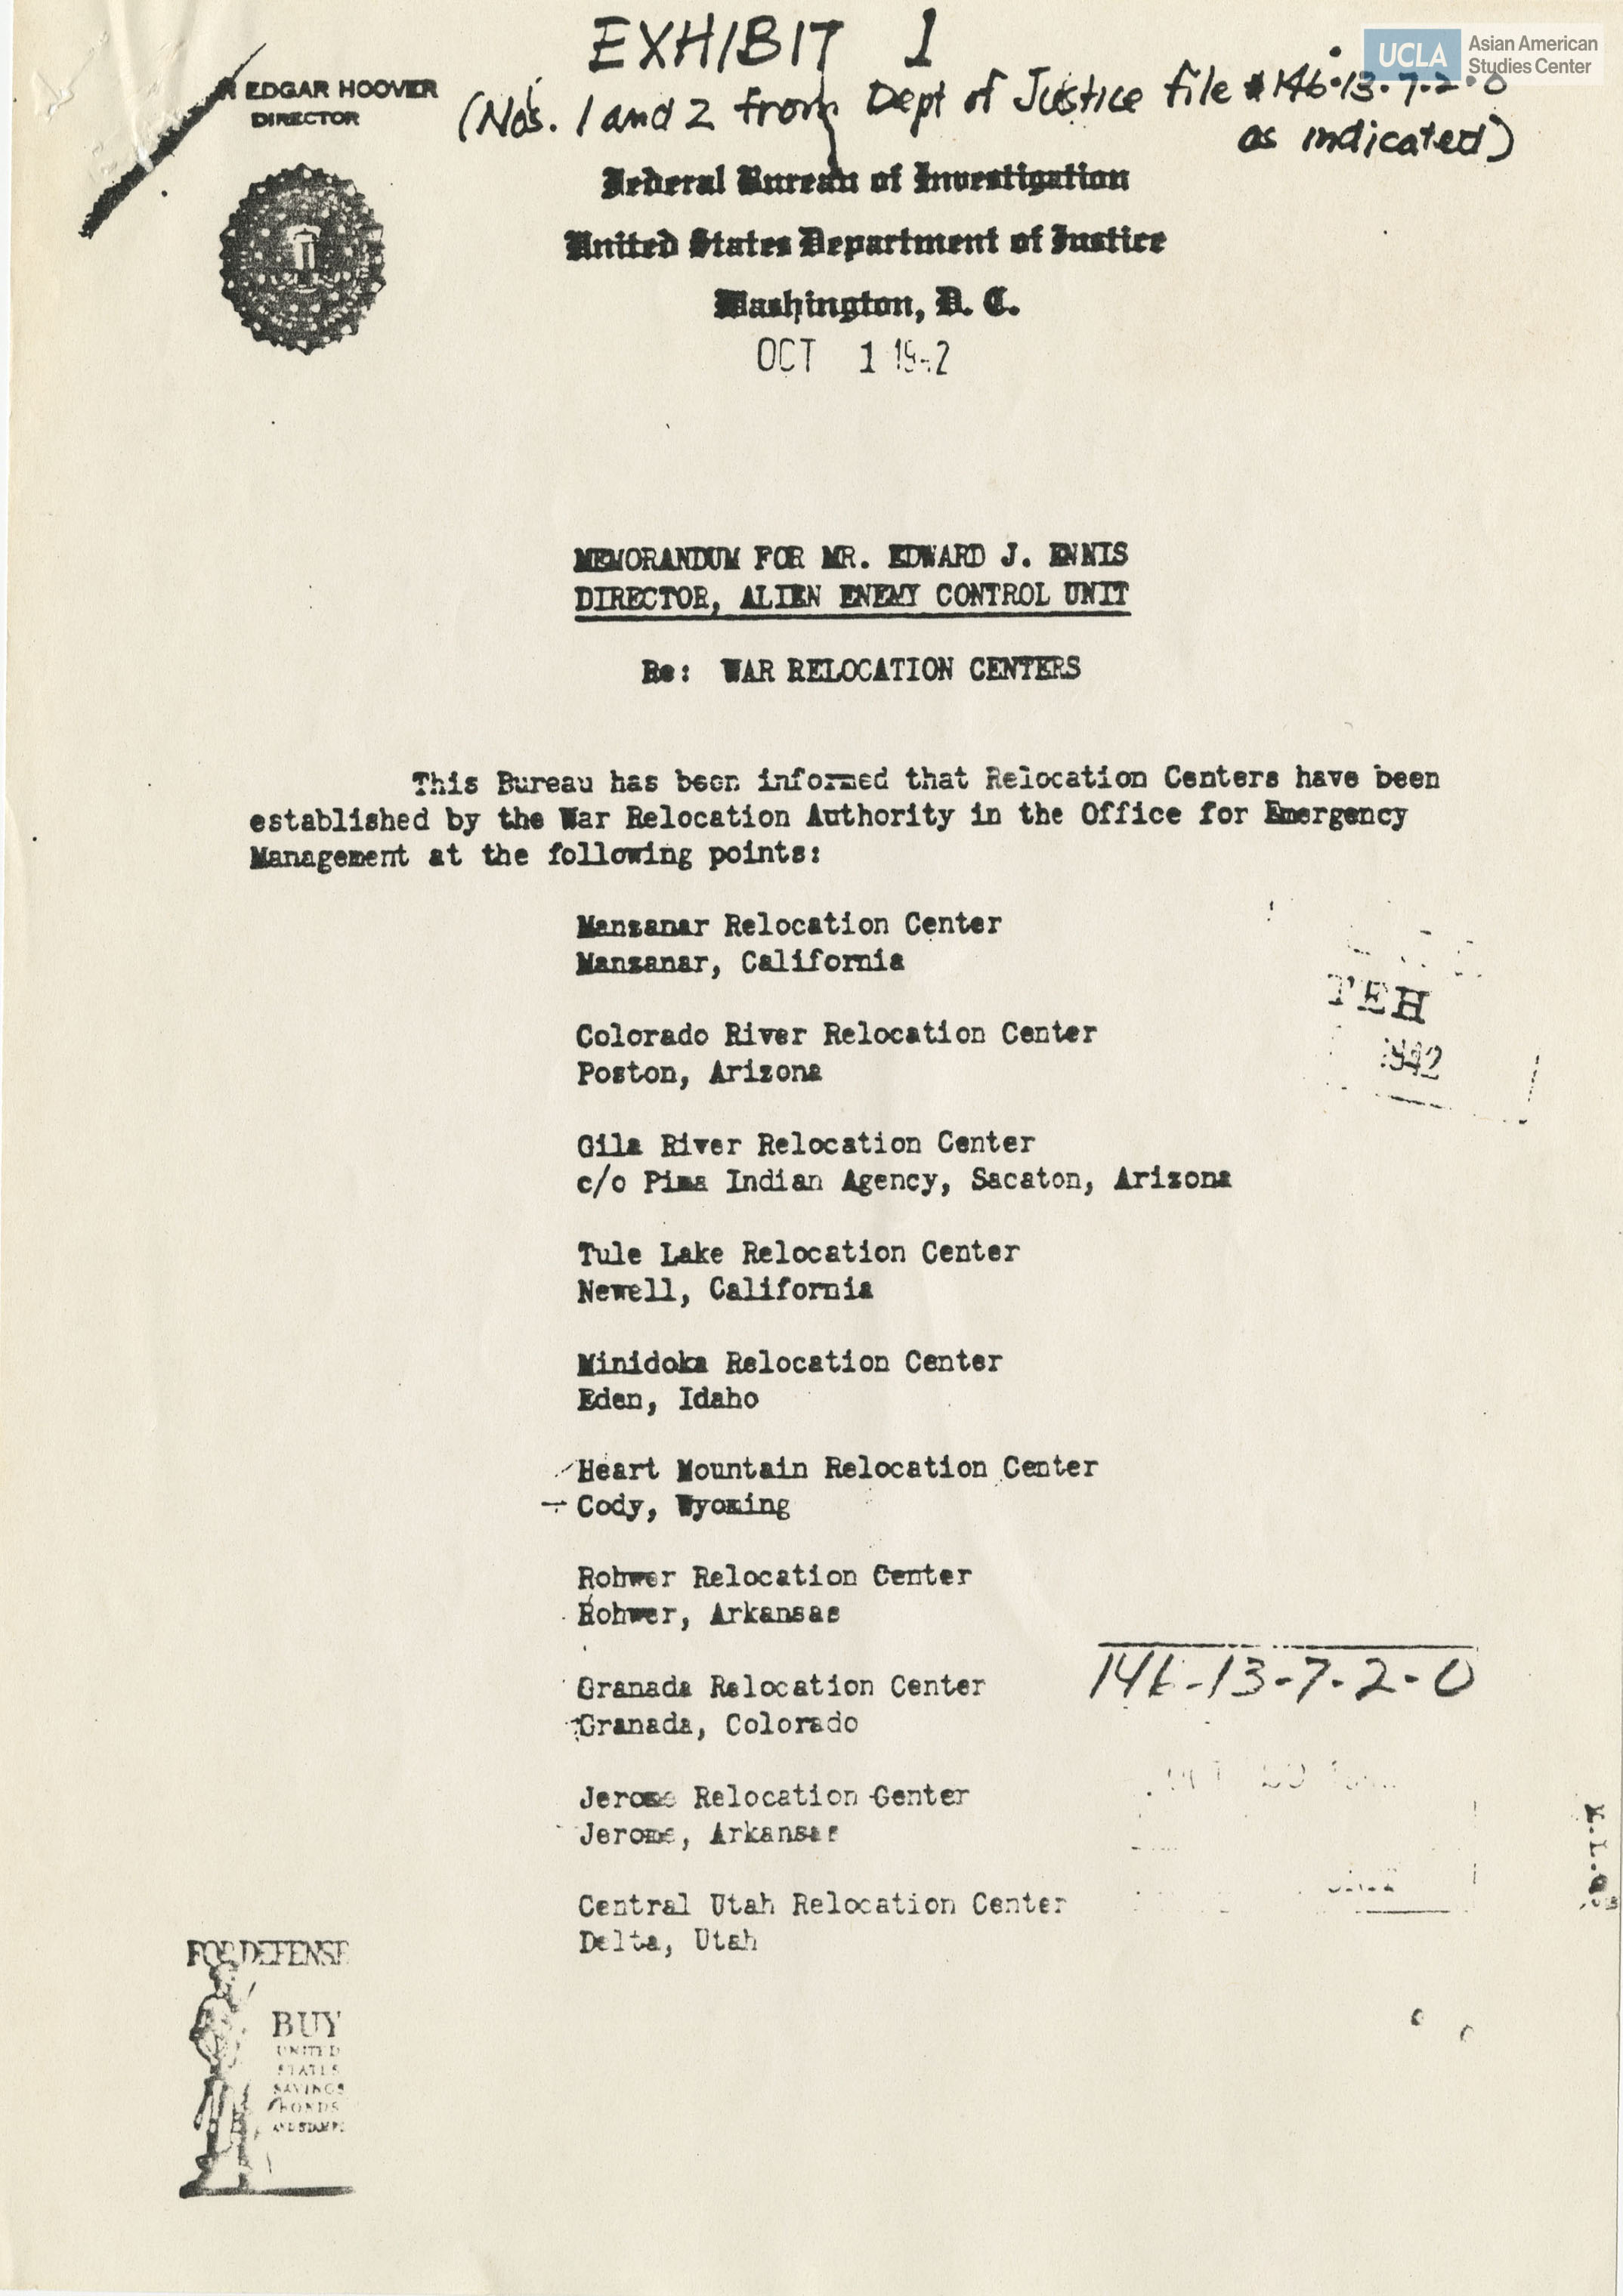 EXHIBIT 1
UCLA Asian American
Studies Center
EDGAR HOOVER
DIRECTOR
(No's. 1 and 2 from Dept of Justice file #146-13-7-2-0
as indicated)
Federal Bureau of Investigation
United States Department of Justice
Washington, D. C.
OCT 1 1942
MEMORANDUM FOR MR. EDWARD J. ENNIS
DIRECTOR, ALIEN ENEMY CONTROL UNIT
Re: WAR RELOCATION CENTERS
This Bureau has been informed that Relocation Centers have been
established by the War Relocation Authority in the Office for Emergency
Management at the following points:
Manzanar Relocation Center
Manzanar, California
TEH
1942
Colorado River Relocation Center
Poston, Arizona
Gila River Relocation Center
c/o Pima Indian Agency, Sacaton, Arizona
Tule Lake Relocation Center
Newell, California
Minidoka Relocation Center
Eden, Idaho
Heart Mountain Relocation Center
Cody, Wyoming
Rohwer Relocation Center
Rohwer, Arkansas
146-13-7-2-0
Granada Relocation Center
Granada, Colorado
Jerome Relocation Center
Jerome, Arkansas
Central Utah Relocation Center
Delta, Utah
FOR DEFENSE
BUY
UNITED
STATES
SAVINGS
BONDS
AND STAMPS